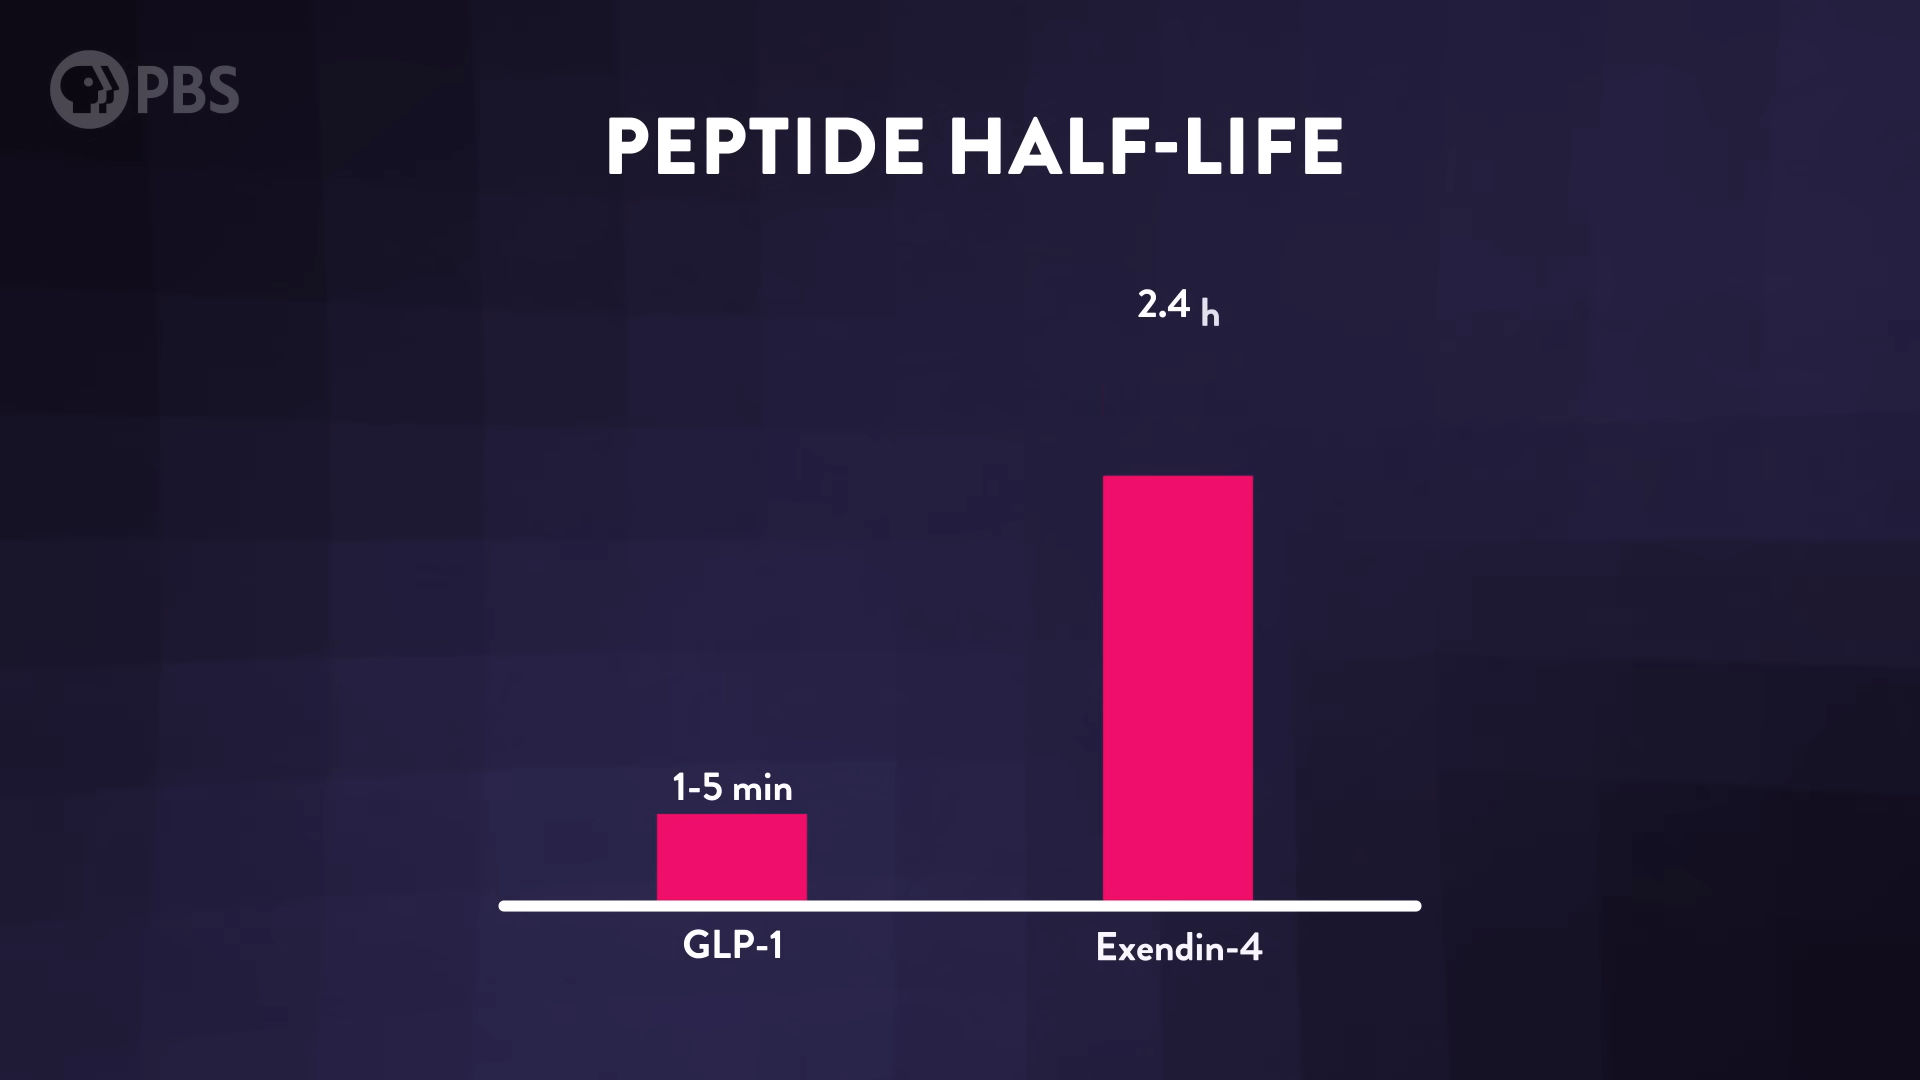 PBS
PEPTIDE HALF-LIFE
2.4 h
1-5 min
GLP-1
Exendin-4